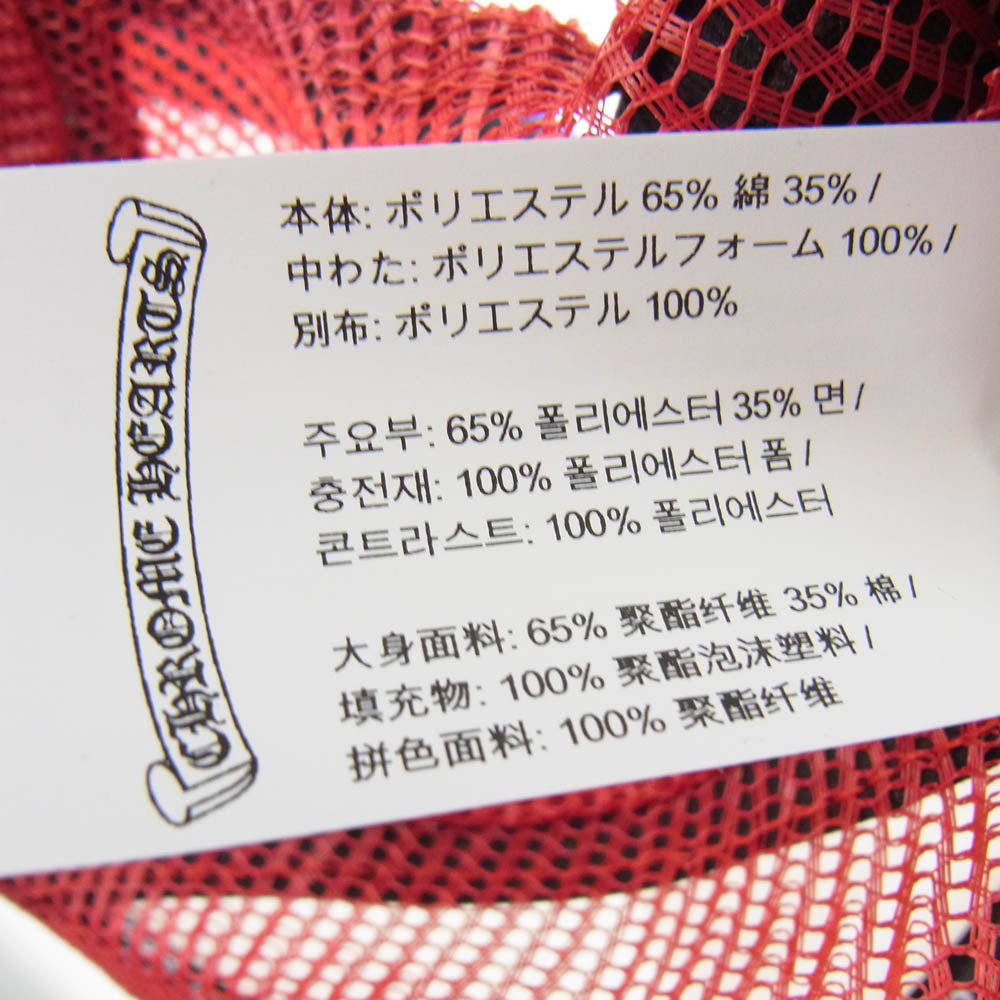 CHROME HEARTS
本体: ポリエステル 65% 綿 35% /
中わた: ポリエステルフォーム 100% /
別布: ポリエステル 100%
주요부: 65% 폴리에스터 35% 면 /
충전재: 100% 폴리에스터 폼 /
콘트라스트: 100% 폴리에스터
大身面料: 65% 聚酯纤维 35% 棉 /
填充物: 100% 聚酯泡沫塑料 /
拼色面料: 100% 聚酯纤维